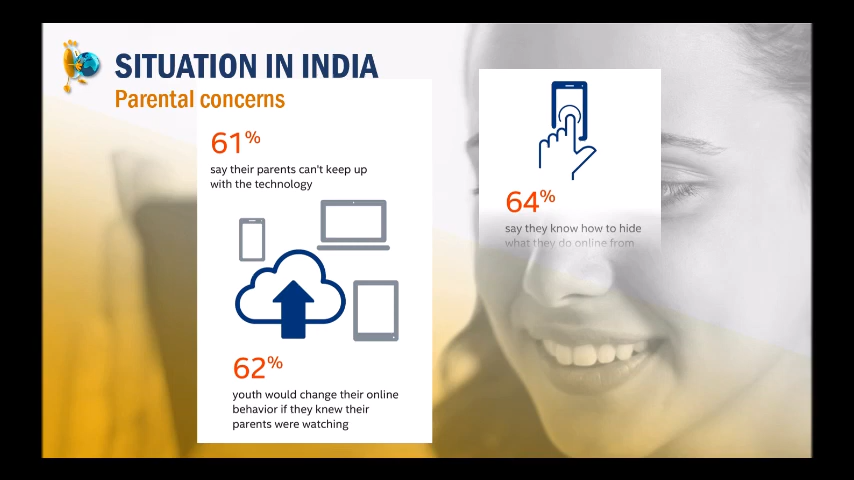 SITUATION IN INDIA
Parental concerns
61%
say their parents can't keep up
with the technology
62%
youth would change their online
behavior if they knew their
parents were watching
64%
say they know how to hide
what they do online from